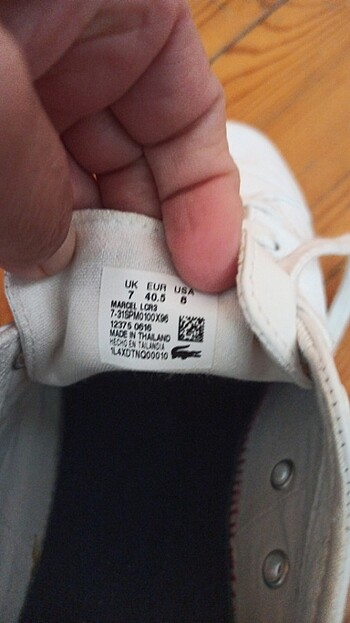 UK EUR USA
7 40.5 8
MARCEL LCR3
7-31SPM0100X96
12375 0616
MADE IN THAILAND
HECHO EN TAILANDIA
1L4XDTNQ00010